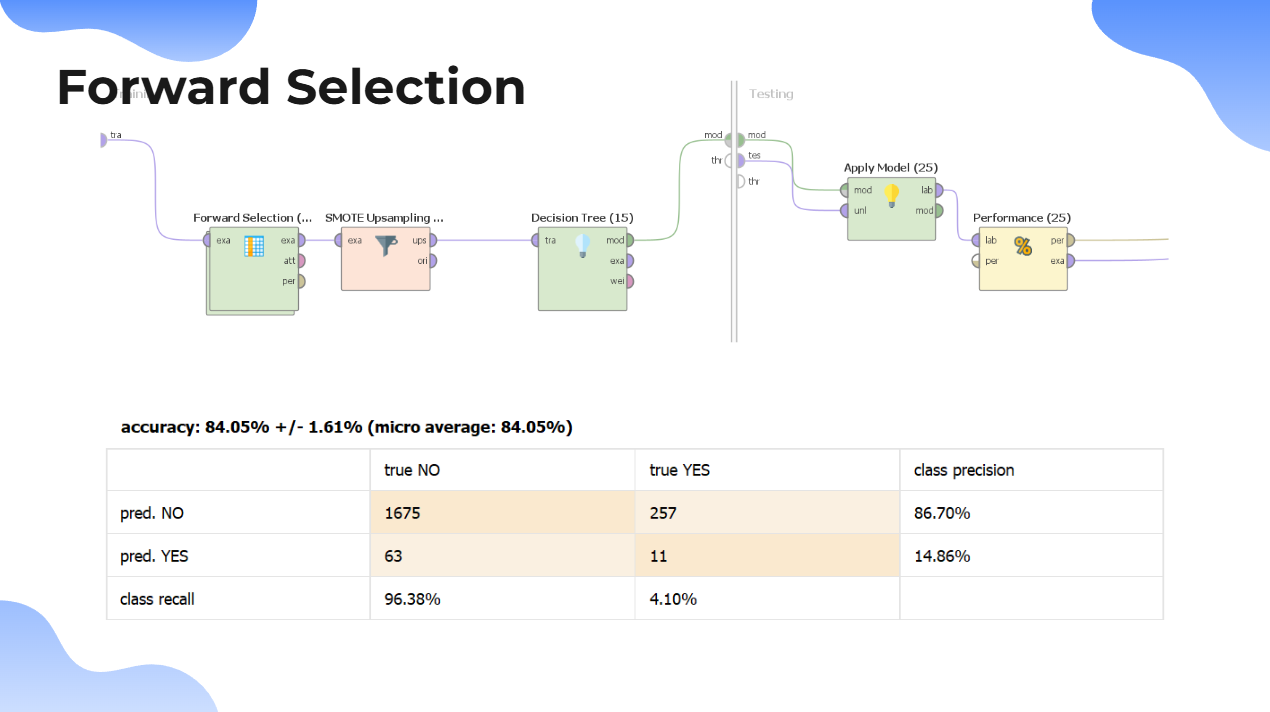 Forward Selection
Testing
tra
mod mod
thr tes
thr
Apply Model (25)
mod lab
unl mod
Forward Selection (... SMOTE Upsampling ... Decision Tree (15) Performance (25)
exa exa exa ups tra mod lab per
att ori exa per exa
per wei
accuracy: 84.05% +/- 1.61% (micro average: 84.05%)
true NO true YES class precision
pred. NO 1675 257 86.70%
pred. YES 63 11 14.86%
class recall 96.38% 4.10%